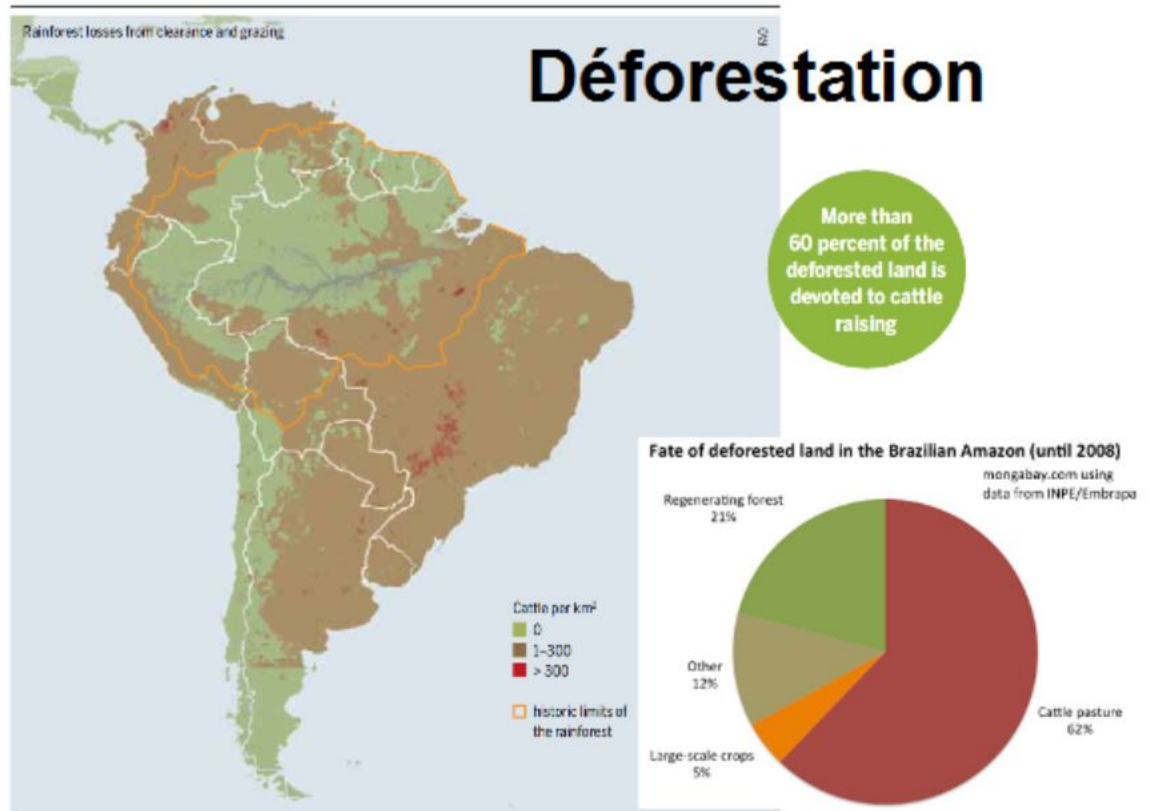 Rainforest losses from clearance and grazing
FAO
Déforestation
More than
60 percent of the
deforested land is
devoted to cattle
raising
Cattle per km²
0
1–300
> 300
historic limits of
the rainforest
Fate of deforested land in the Brazilian Amazon (until 2008)
mongabay.com using
data from INPE/Embrapa
Regenerating forest
21%
Other
12%
Large-scale crops
5%
Cattle pasture
62%